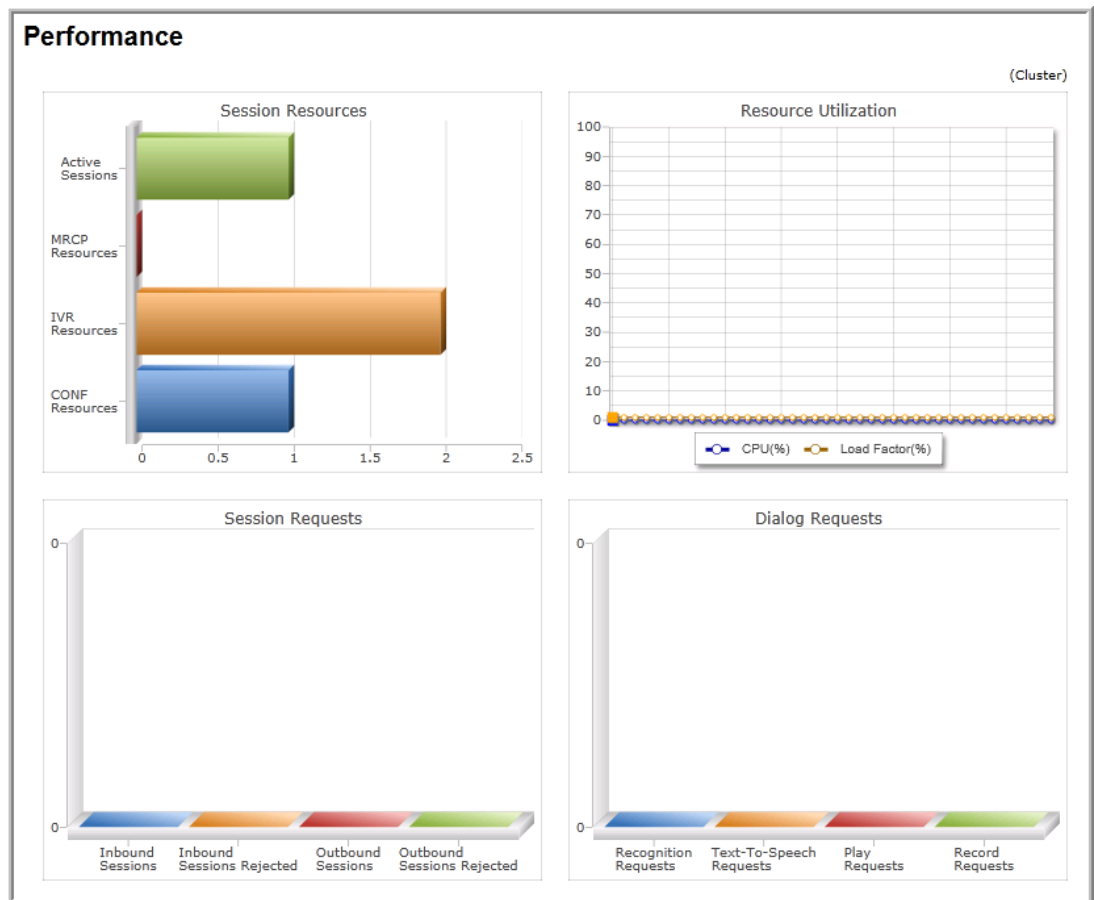 Performance
(Cluster)
Session Resources
Active
Sessions
MRCP
Resources
IVR
Resources
CONF
Resources
0 0.5 1 1.5 2 2.5
Resource Utilization
100
90
80
70
60
50
40
30
20
10
0
CPU(%) Load Factor(%)
Session Requests
0
0
Inbound
Sessions
Inbound
Sessions Rejected
Outbound
Sessions
Outbound
Sessions Rejected
Dialog Requests
0
0
Recognition
Requests
Text-To-Speech
Requests
Play
Requests
Record
Requests